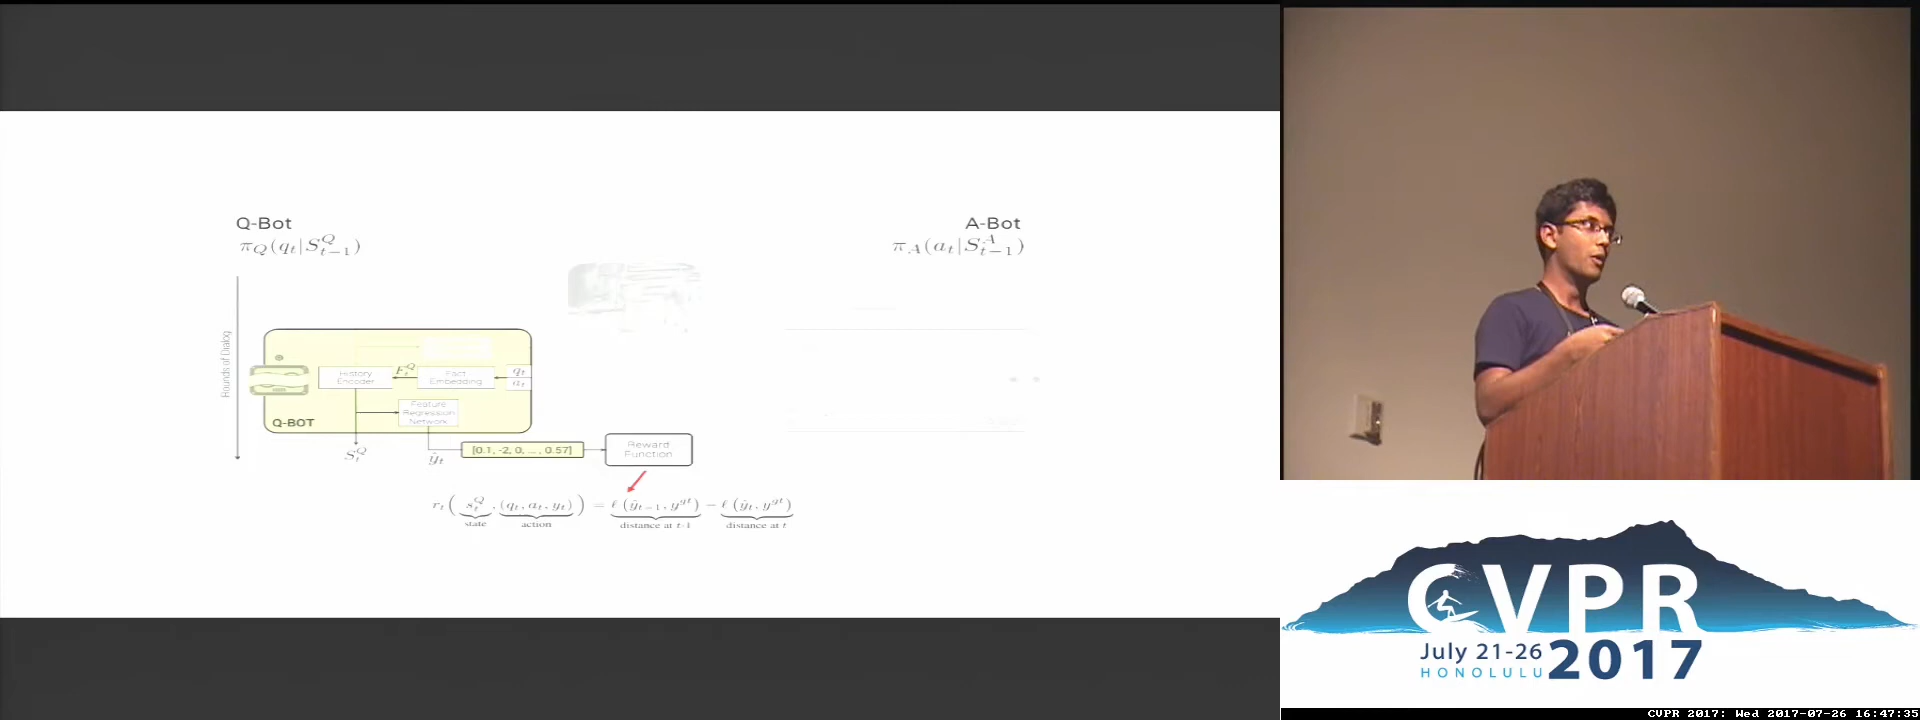 Q-Bot
π_Q(q_t|S^Q_{t-1})
A-Bot
π_A(a_t|S^A_{t-1})
Rounds of Dialog
History
Encoder
F^Q_t
Fact
Embedding
q_t
a_t
Feature
Regression
Network
Q-BOT
S^Q_t
ŷ_t
[0.1, -2, 0, ... , 0.57]
Reward
Function
r_t ( s^Q_t , (q_t, a_t, y_t) ) = ℓ (ŷ_{t-1}, y^{gt}) − ℓ (ŷ_t, y^{gt})
state action distance at t-1 distance at t
CVPR
July 21-26
HONOLULU
2017
CVPR 2017: Wed 2017-07-26 16:47:35